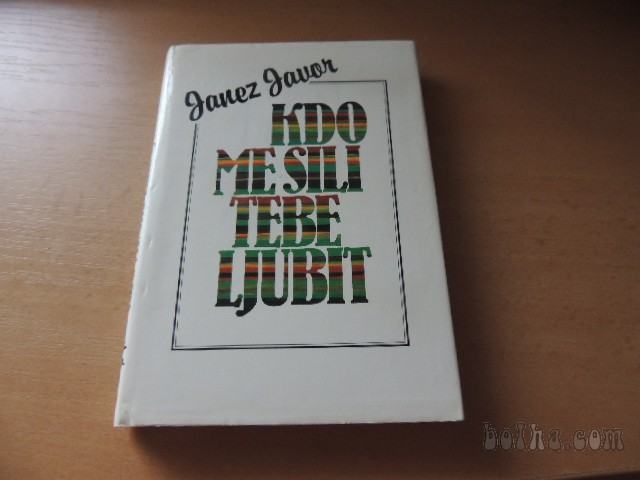 Janez Javor
KDO
ME SILI
TEBE
LJUBIT
bolha.com